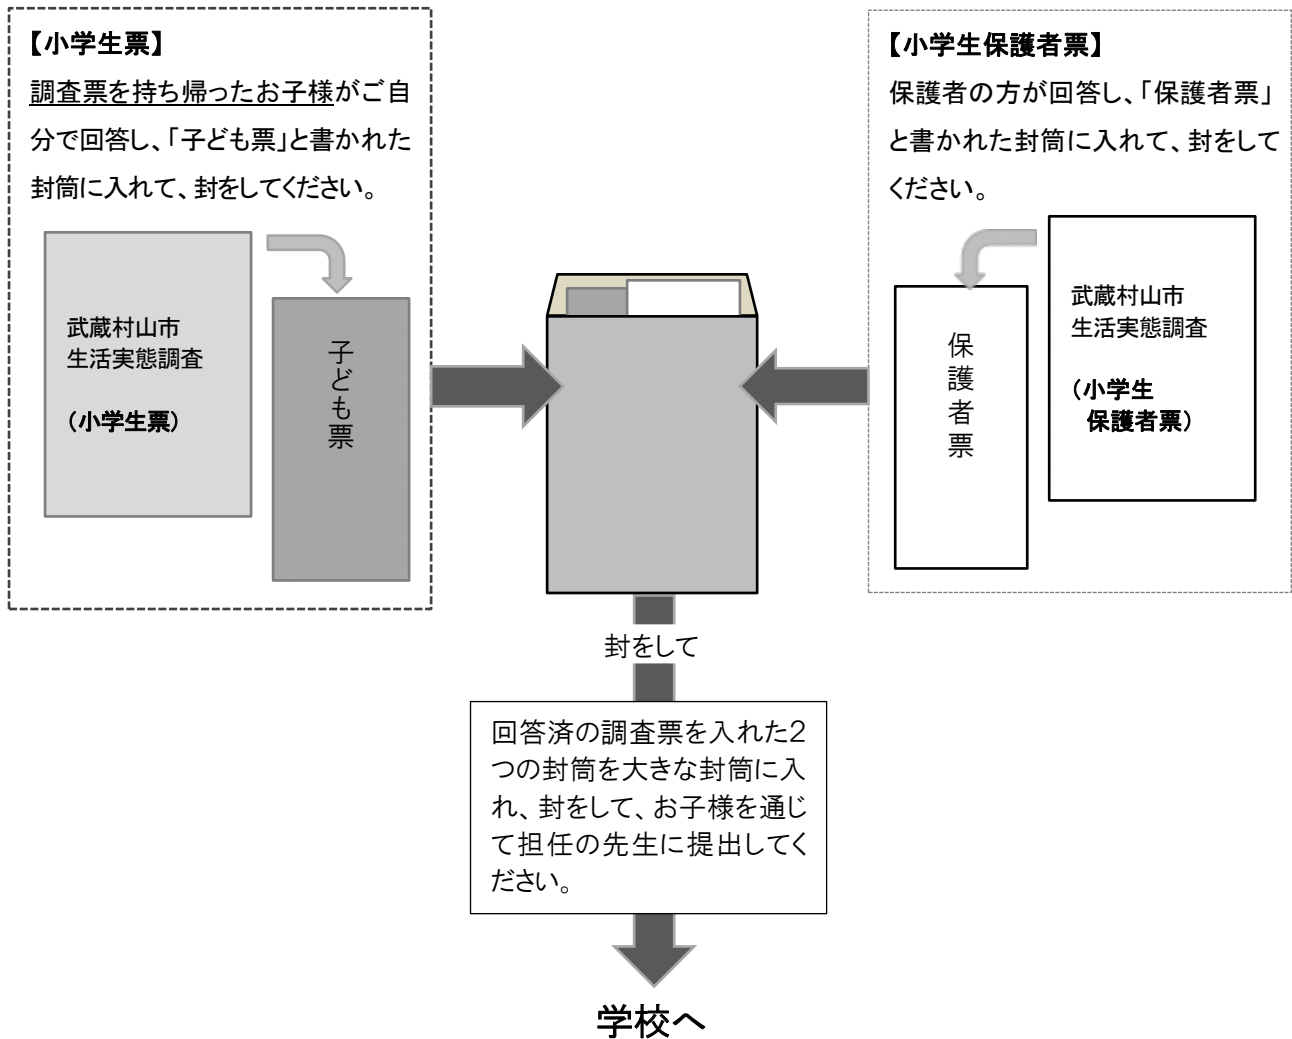 【小学生票】
調査票を持ち帰ったお子様がご自
分で回答し、「子ども票」と書かれた
封筒に入れて、封をしてください。
武蔵村山市
生活実態調査
（小学生票）
子ども票
【小学生保護者票】
保護者の方が回答し、「保護者票」
と書かれた封筒に入れて、封をして
ください。
保護者票
武蔵村山市
生活実態調査
（小学生
保護者票）
封をして
回答済の調査票を入れた2
つの封筒を大きな封筒に入
れ、封をして、お子様を通じ
て担任の先生に提出してく
ださい。
学校へ